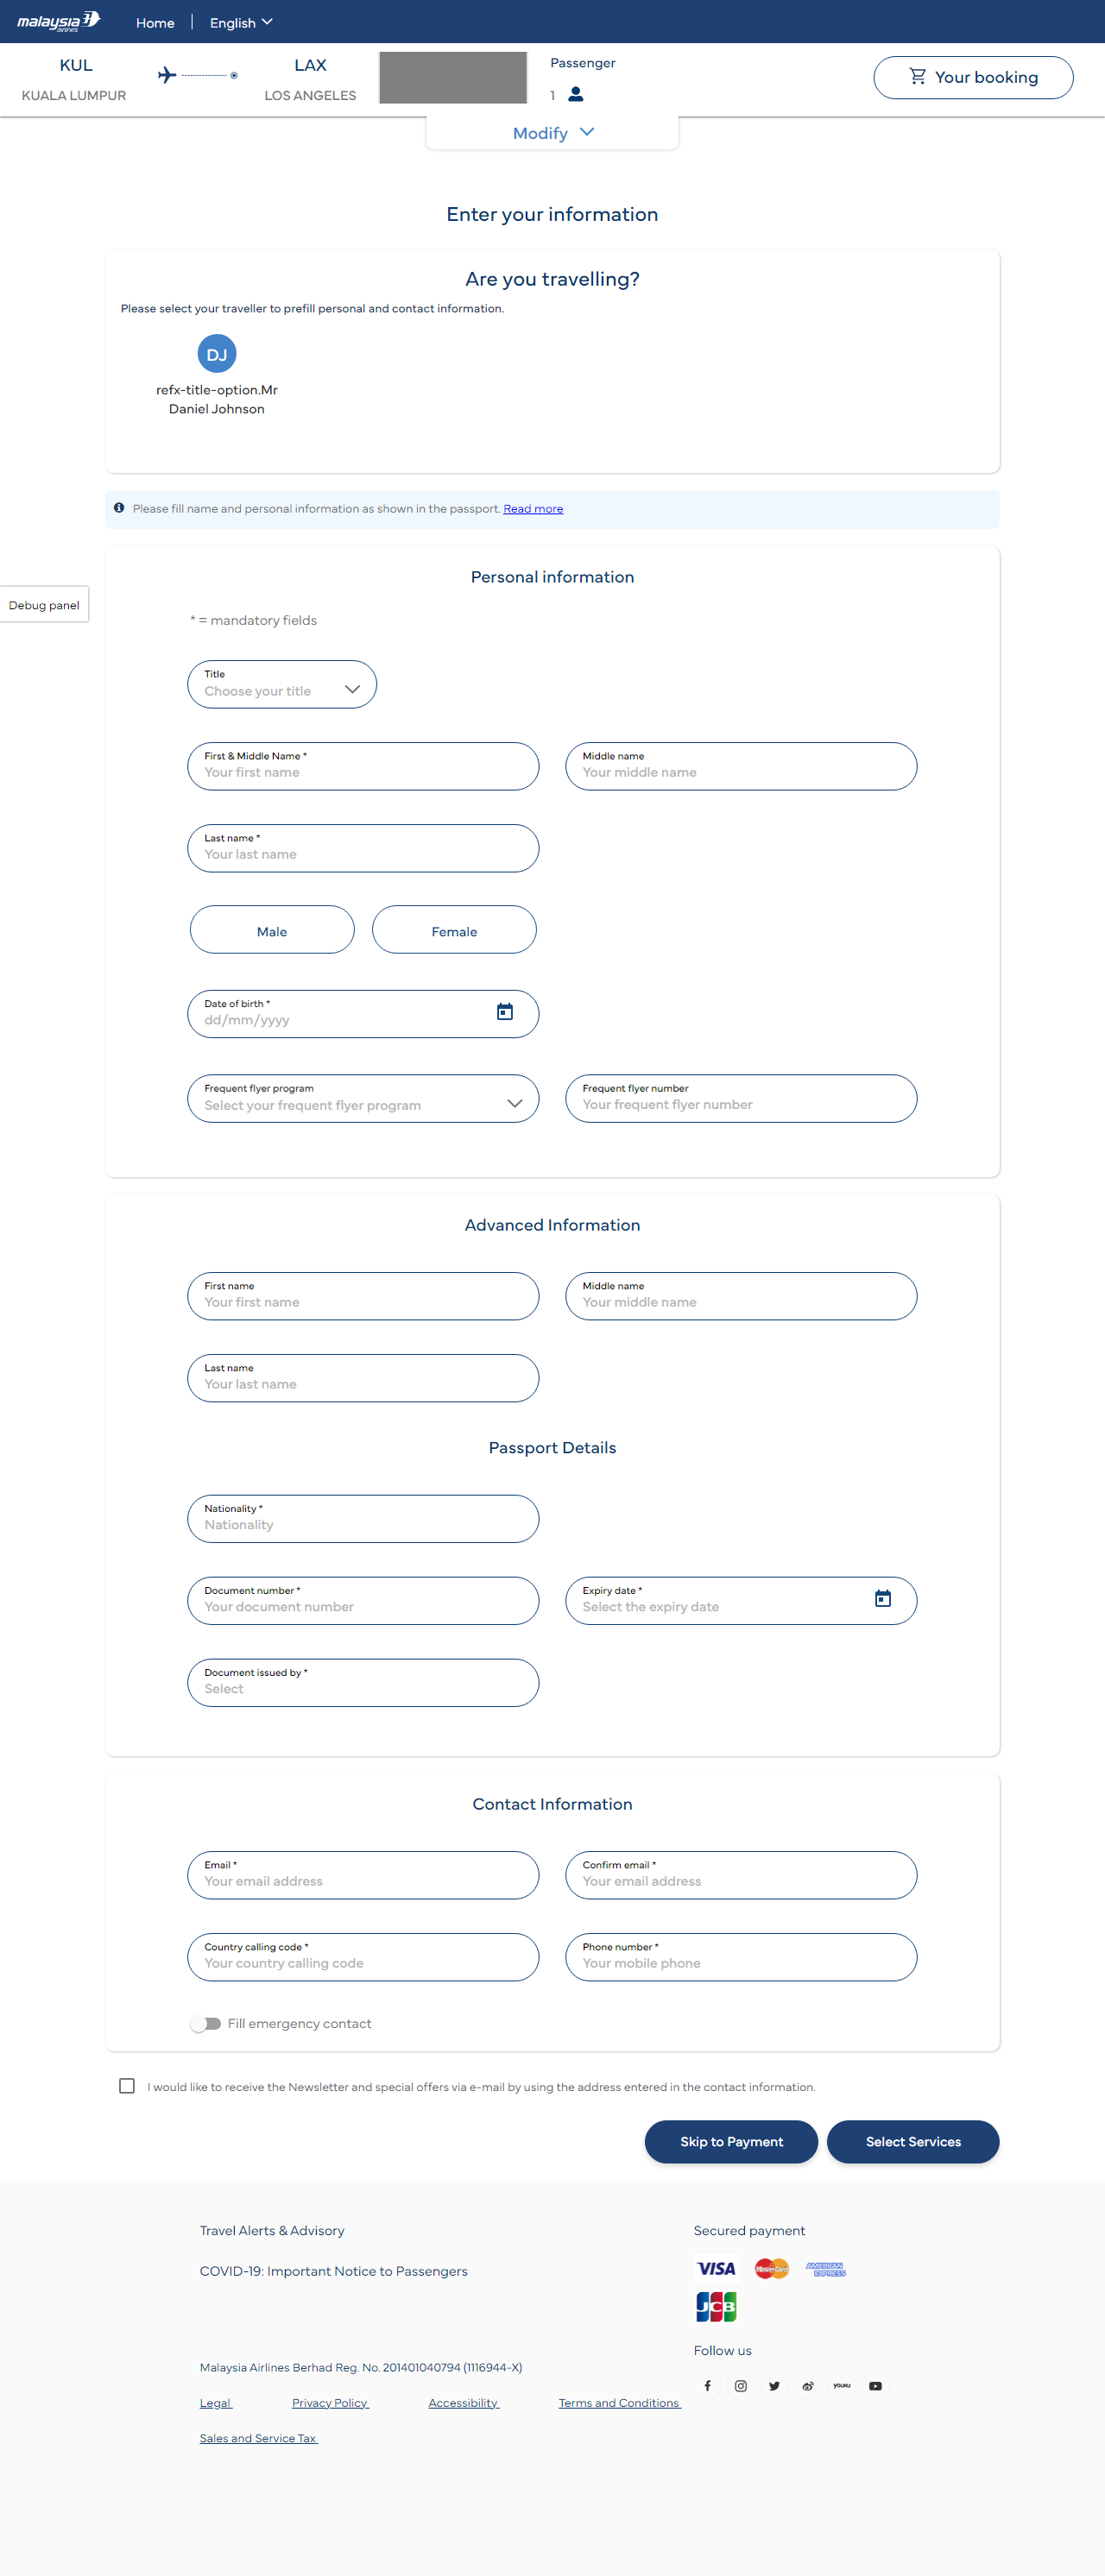 malaysia airlines
Home
English
KUL
KUALA LUMPUR
LAX
LOS ANGELES
Passenger
1
Your booking
Modify
Enter your information
Are you travelling?
Please select your traveller to prefill personal and contact information.
DJ
refx-title-option.Mr
Daniel Johnson
Please fill name and personal information as shown in the passport. Read more
Debug panel
Personal information
* = mandatory fields
Title
Choose your title
First & Middle Name *
Your first name
Middle name
Your middle name
Last name *
Your last name
Male
Female
Date of birth *
dd/mm/yyyy
Frequent flyer program
Select your frequent flyer program
Frequent flyer number
Your frequent flyer number
Advanced Information
First name
Your first name
Middle name
Your middle name
Last name
Your last name
Passport Details
Nationality *
Nationality
Document number *
Your document number
Expiry date *
Select the expiry date
Document issued by *
Select
Contact Information
Email *
Your email address
Confirm email *
Your email address
Country calling code *
Your country calling code
Phone number *
Your mobile phone
Fill emergency contact
I would like to receive the Newsletter and special offers via e-mail by using the address entered in the contact information.
Skip to Payment
Select Services
Travel Alerts & Advisory
COVID-19: Important Notice to Passengers
Secured payment
VISA
MasterCard
AMERICAN EXPRESS
JCB
Follow us
YOUKU
Malaysia Airlines Berhad Reg. No. 201401040794 (1116944-X)
Legal
Privacy Policy
Accessibility
Terms and Conditions
Sales and Service Tax